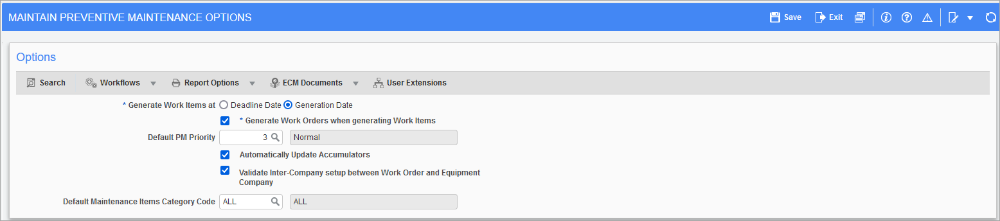 MAINTAIN PREVENTIVE MAINTENANCE OPTIONS Save Exit
Options
Search Workflows Report Options ECM Documents User Extensions
* Generate Work Items at Deadline Date Generation Date
* Generate Work Orders when generating Work Items
Default PM Priority 3 Normal
Automatically Update Accumulators
Validate Inter-Company setup between Work Order and Equipment
Company
Default Maintenance Items Category Code ALL ALL